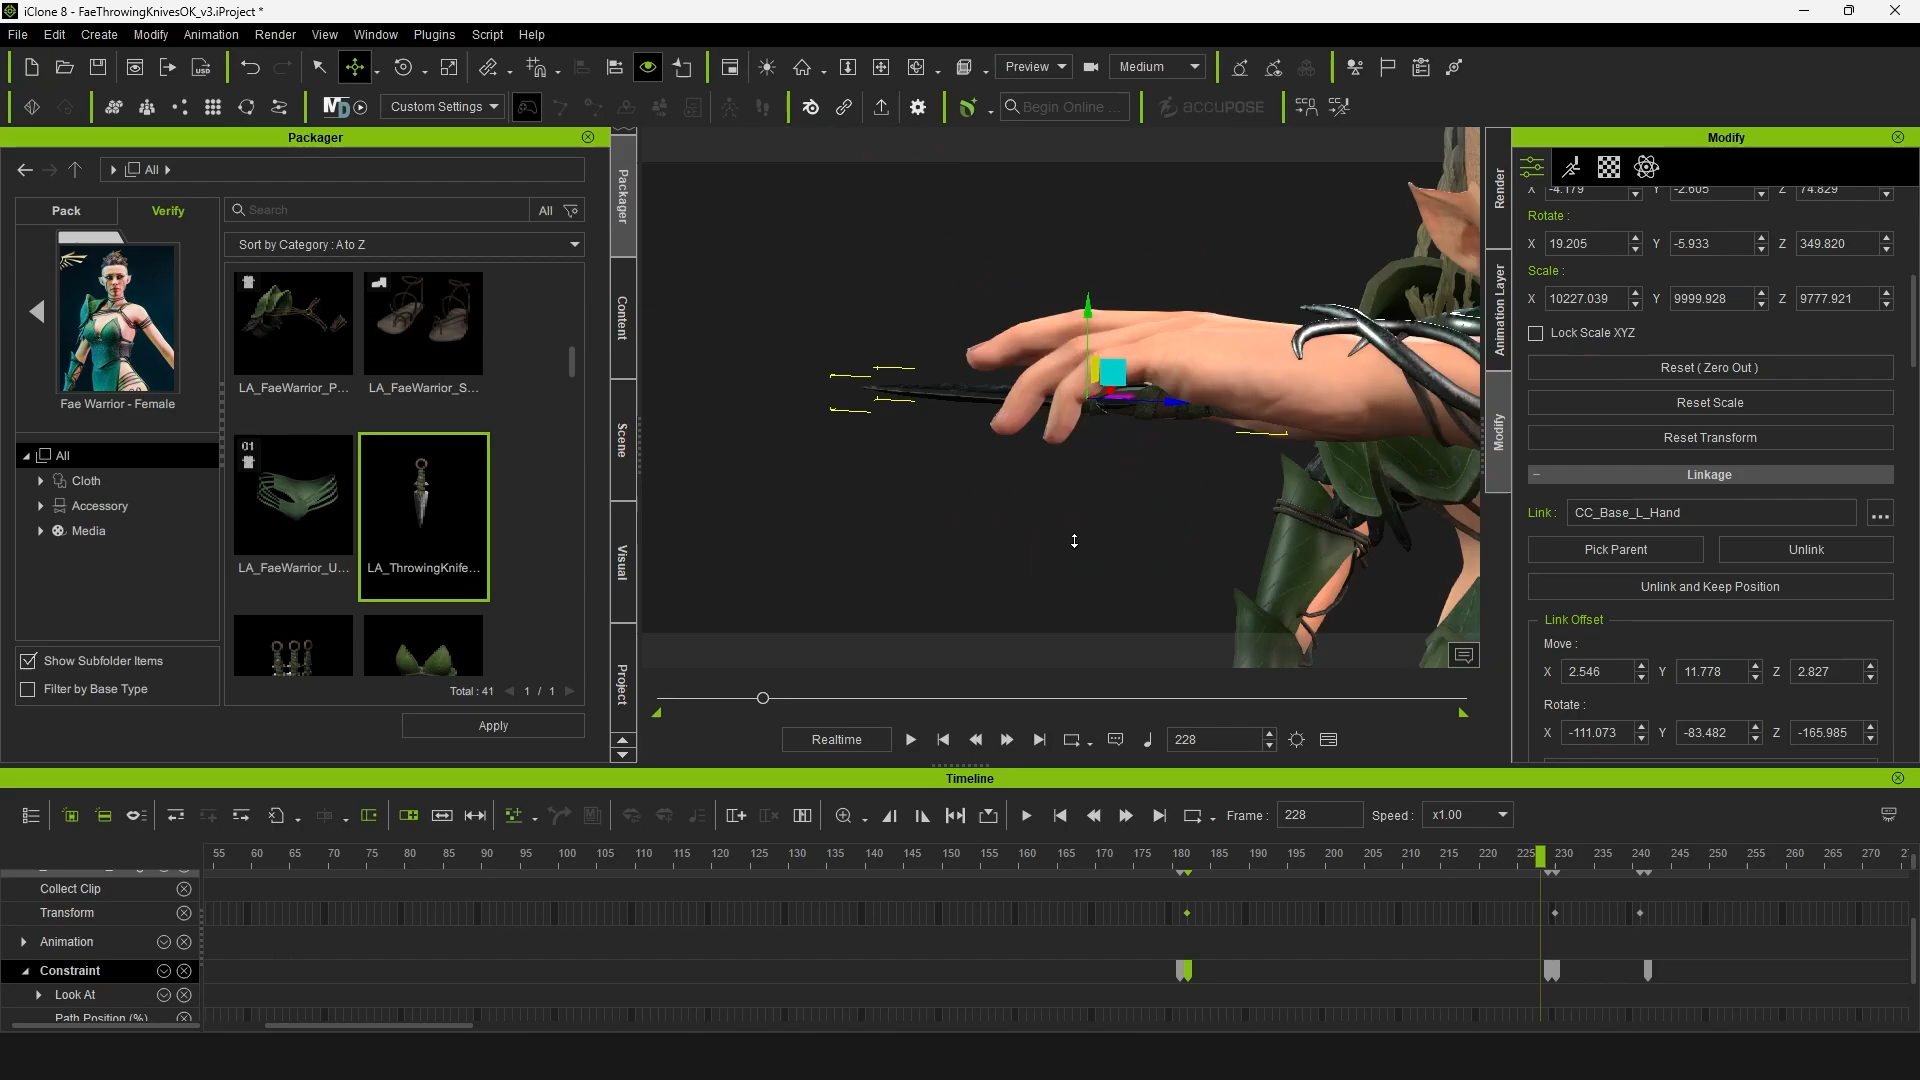 iClone 8 - FaeThrowingKnivesOK_v3.iProject *
File Edit Create Modify Animation Render View Window Plugins Script Help
Preview Medium
Custom Settings Begin Online ... ACCUPOSE
Packager
All
Pack Verify
Search All
Sort by Category : A to Z
Fae Warrior - Female
All
Cloth
Accessory
Media
LA_FaeWarrior_P... LA_FaeWarrior_S...
01
LA_FaeWarrior_U... LA_ThrowingKnife...
Show Subfolder Items
Filter by Base Type
Total : 41 1 / 1
Apply
Packager
Content
Scene
Visual
Project
Realtime 228
Render
Animation Layer
Modify
Modify
X -4.179 Y -2.605 Z 74.829
Rotate :
X 19.205 Y -5.933 Z 349.820
Scale :
X 10227.039 Y 9999.928 Z 9777.921
Lock Scale XYZ
Reset ( Zero Out )
Reset Scale
Reset Transform
Linkage
Link : CC_Base_L_Hand ...
Pick Parent Unlink
Unlink and Keep Position
Link Offset
Move :
X 2.546 Y 11.778 Z 2.827
Rotate :
X -111.073 Y -83.482 Z -165.985
Timeline
Frame : 228 Speed : x1.00
55 60 65 70 75 80 85 90 95 100 105 110 115 120 125 130 135 140 145 150 155 160 165 170 175 180 185 190 195 200 205 210 215 220 225 230 235 240 245 250 255 260 265 270
Collect Clip
Transform
Animation
Constraint
Look At
Path Position (%)